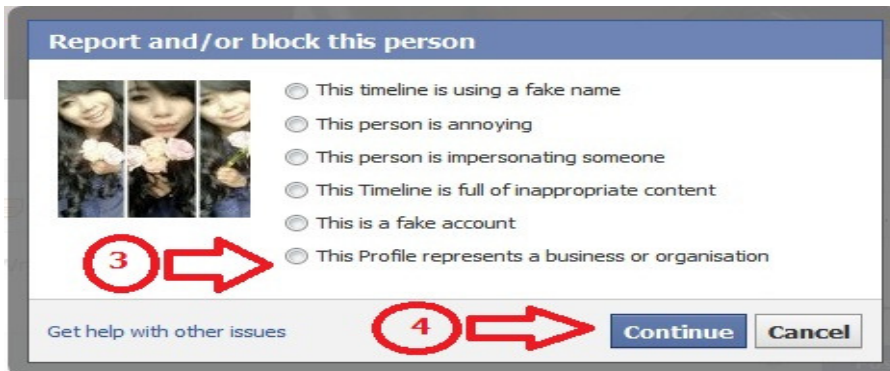 Report and/or block this person
This timeline is using a fake name
This person is annoying
This person is impersonating someone
This Timeline is full of inappropriate content
This is a fake account
3
This Profile represents a business or organisation
Get help with other issues
4
Continue
Cancel